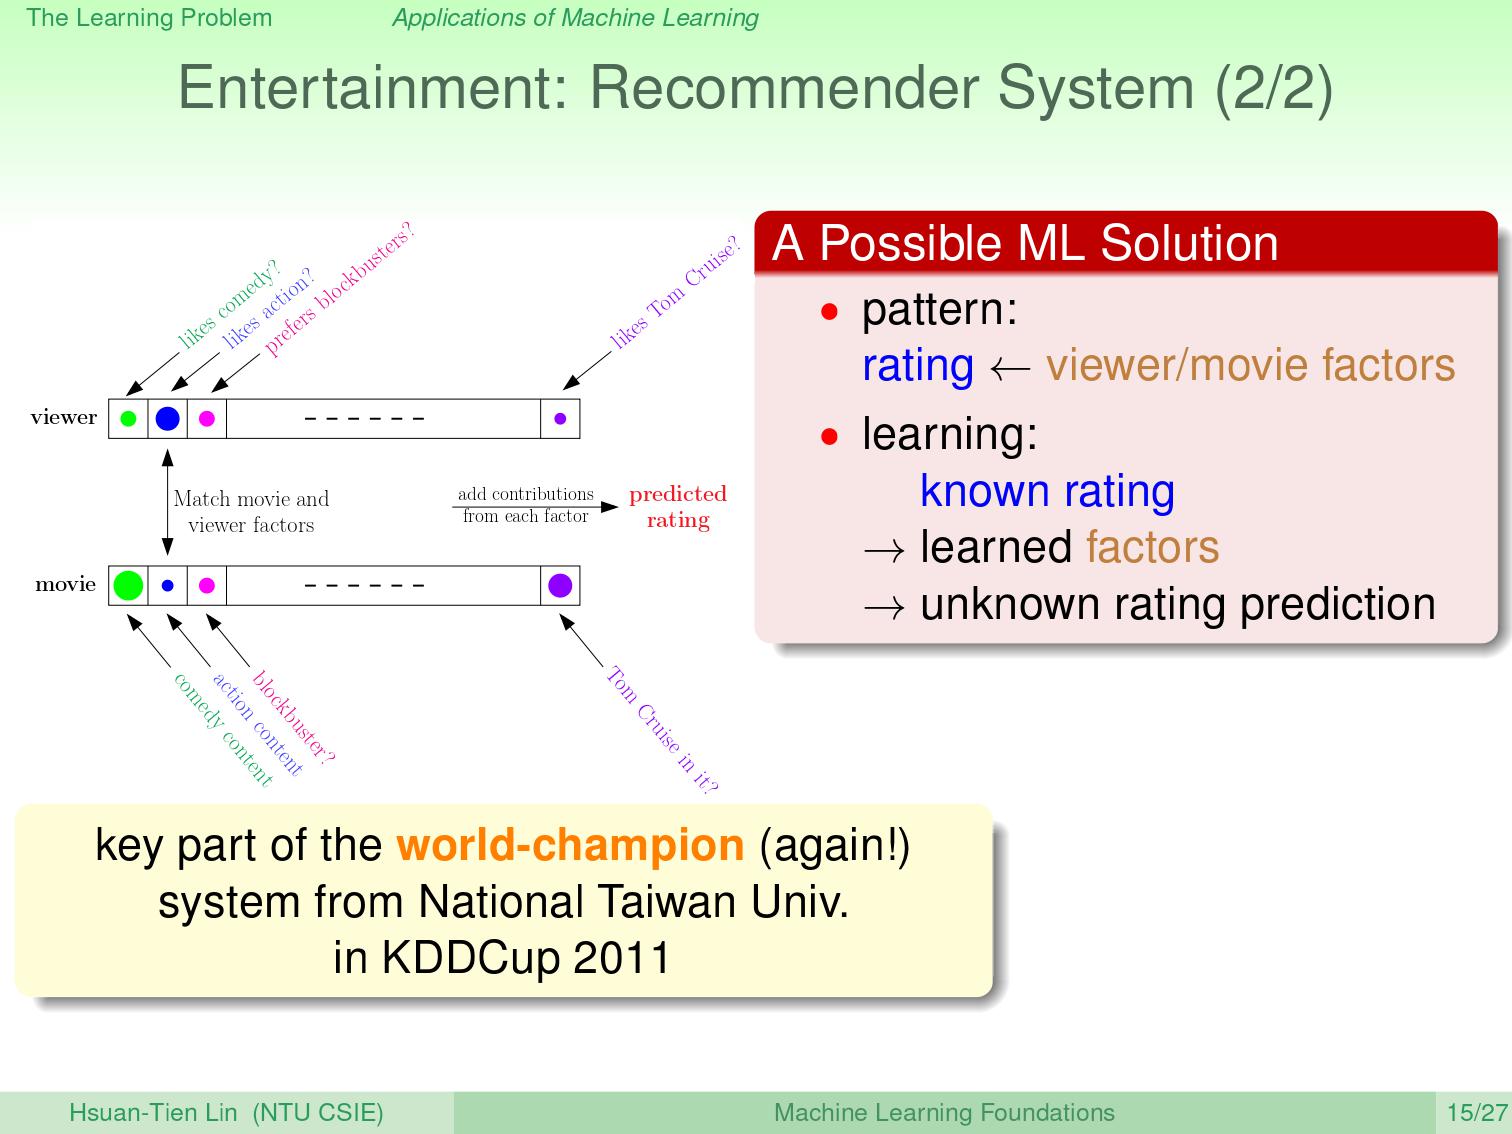 The Learning Problem
Applications of Machine Learning
Entertainment: Recommender System (2/2)
likes comedy?
likes action?
prefers blockbusters?
likes Tom Cruise?
viewer
Match movie and
viewer factors
add contributions
from each factor
predicted
rating
movie
comedy content
action content
blockbuster?
Tom Cruise in it?
A Possible ML Solution
• pattern:
rating ← viewer/movie factors
• learning:
known rating
→ learned factors
→ unknown rating prediction
key part of the world-champion (again!)
system from National Taiwan Univ.
in KDDCup 2011
Hsuan-Tien Lin (NTU CSIE)
Machine Learning Foundations
15/27